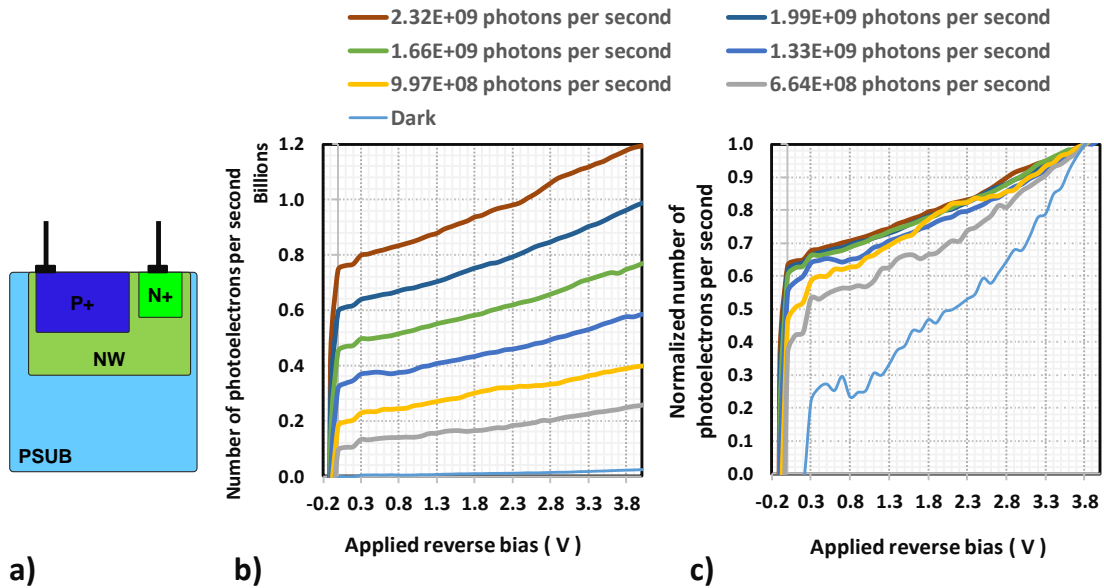 2.32E+09 photons per second
1.99E+09 photons per second
1.66E+09 photons per second
1.33E+09 photons per second
9.97E+08 photons per second
6.64E+08 photons per second
Dark
P+
N+
NW
PSUB
a)
Number of photoelectrons per second
Billions
1.2
1.0
0.8
0.6
0.4
0.2
0.0
-0.2 0.3 0.8 1.3 1.8 2.3 2.8 3.3 3.8
Applied reverse bias ( V )
b)
Normalized number of
photoelectrons per second
1.0
0.9
0.8
0.7
0.6
0.5
0.4
0.3
0.2
0.1
0.0
-0.2 0.3 0.8 1.3 1.8 2.3 2.8 3.3 3.8
Applied reverse bias ( V )
c)